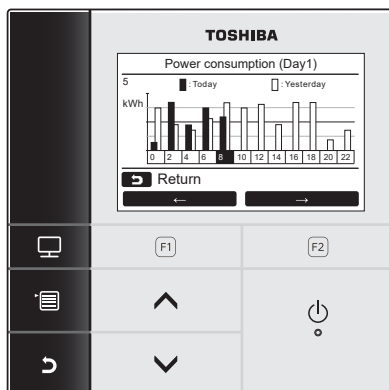 TOSHIBA
Power consumption (Day1)
5 : Today : Yesterday
kWh
0 2 4 6 8 10 12 14 16 18 20 22
Return
← →
F1 F2